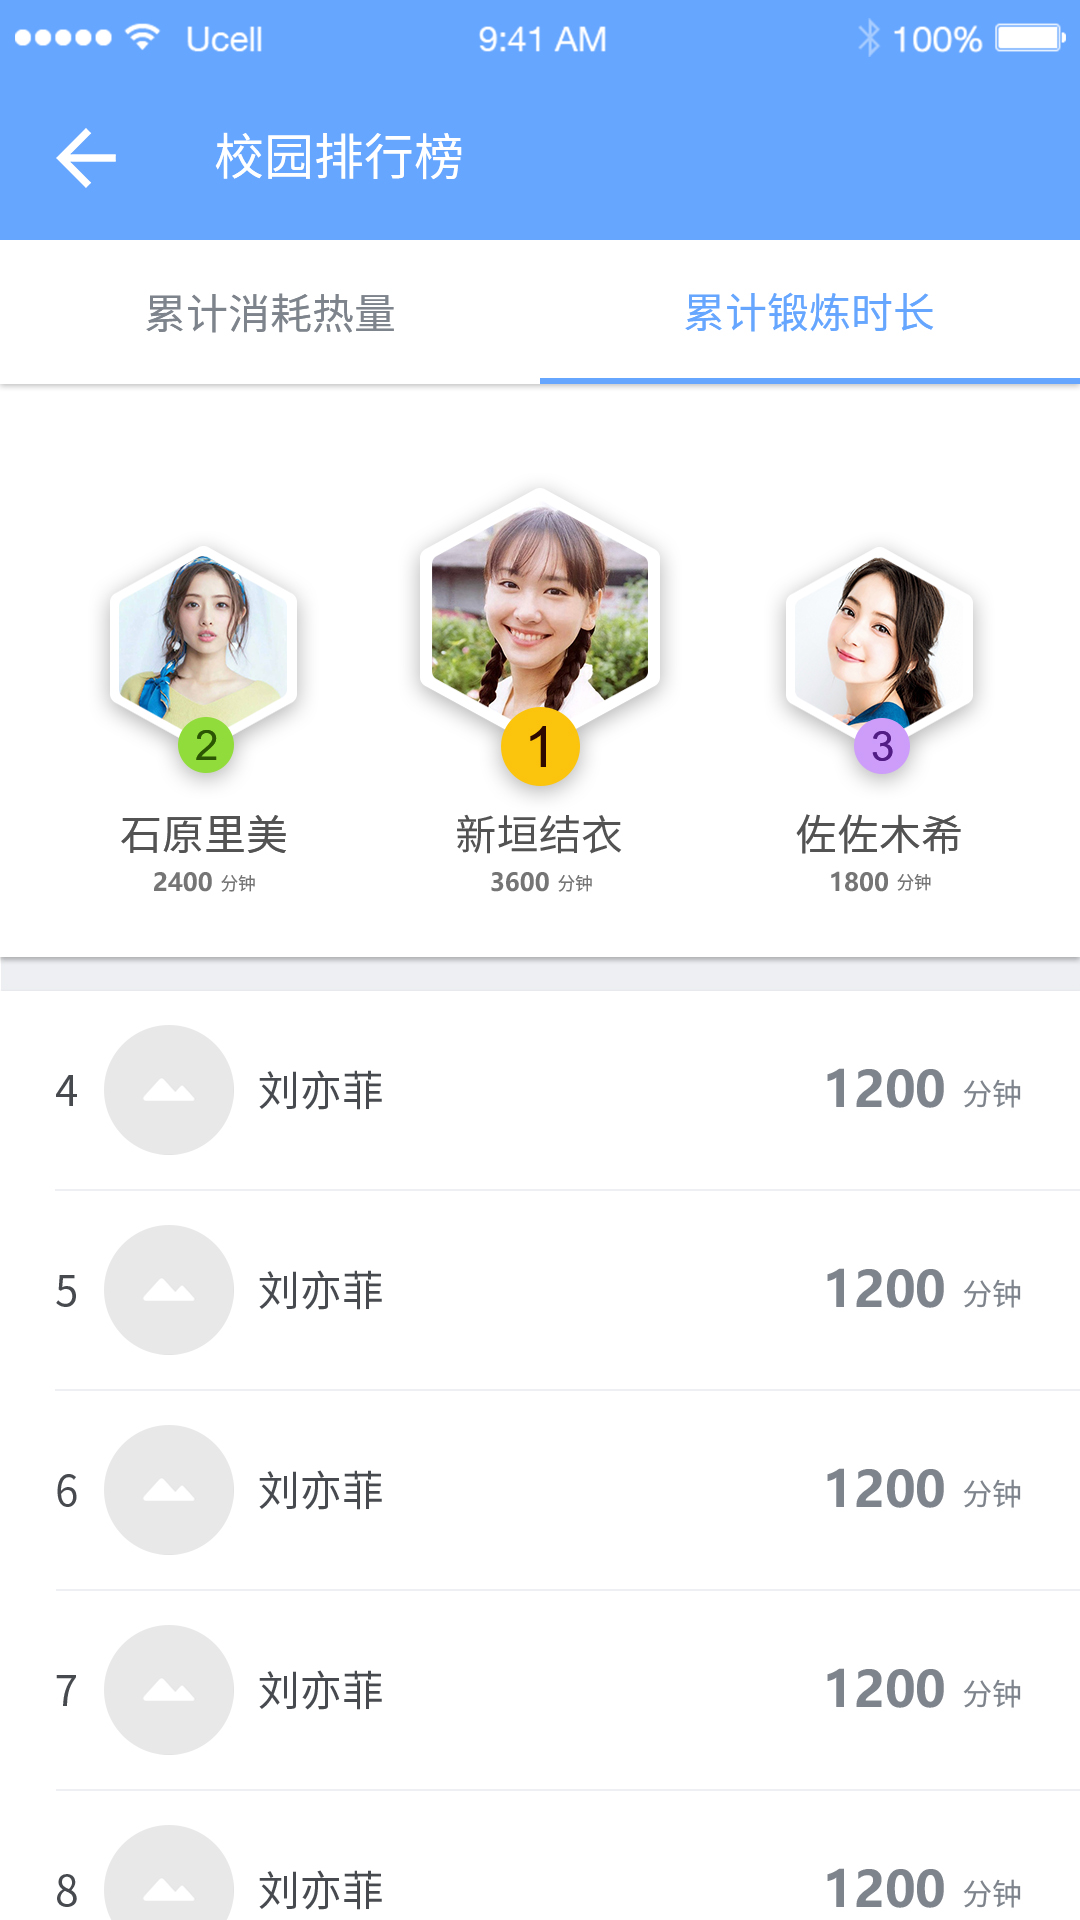 Ucell 9:41 AM 100%
校园排行榜
累计消耗热量 累计锻炼时长
2 1 3
石原里美 新垣结衣 佐佐木希
2400 分钟 3600 分钟 1800 分钟
4 刘亦菲 1200 分钟
5 刘亦菲 1200 分钟
6 刘亦菲 1200 分钟
7 刘亦菲 1200 分钟
8 刘亦菲 1200 分钟